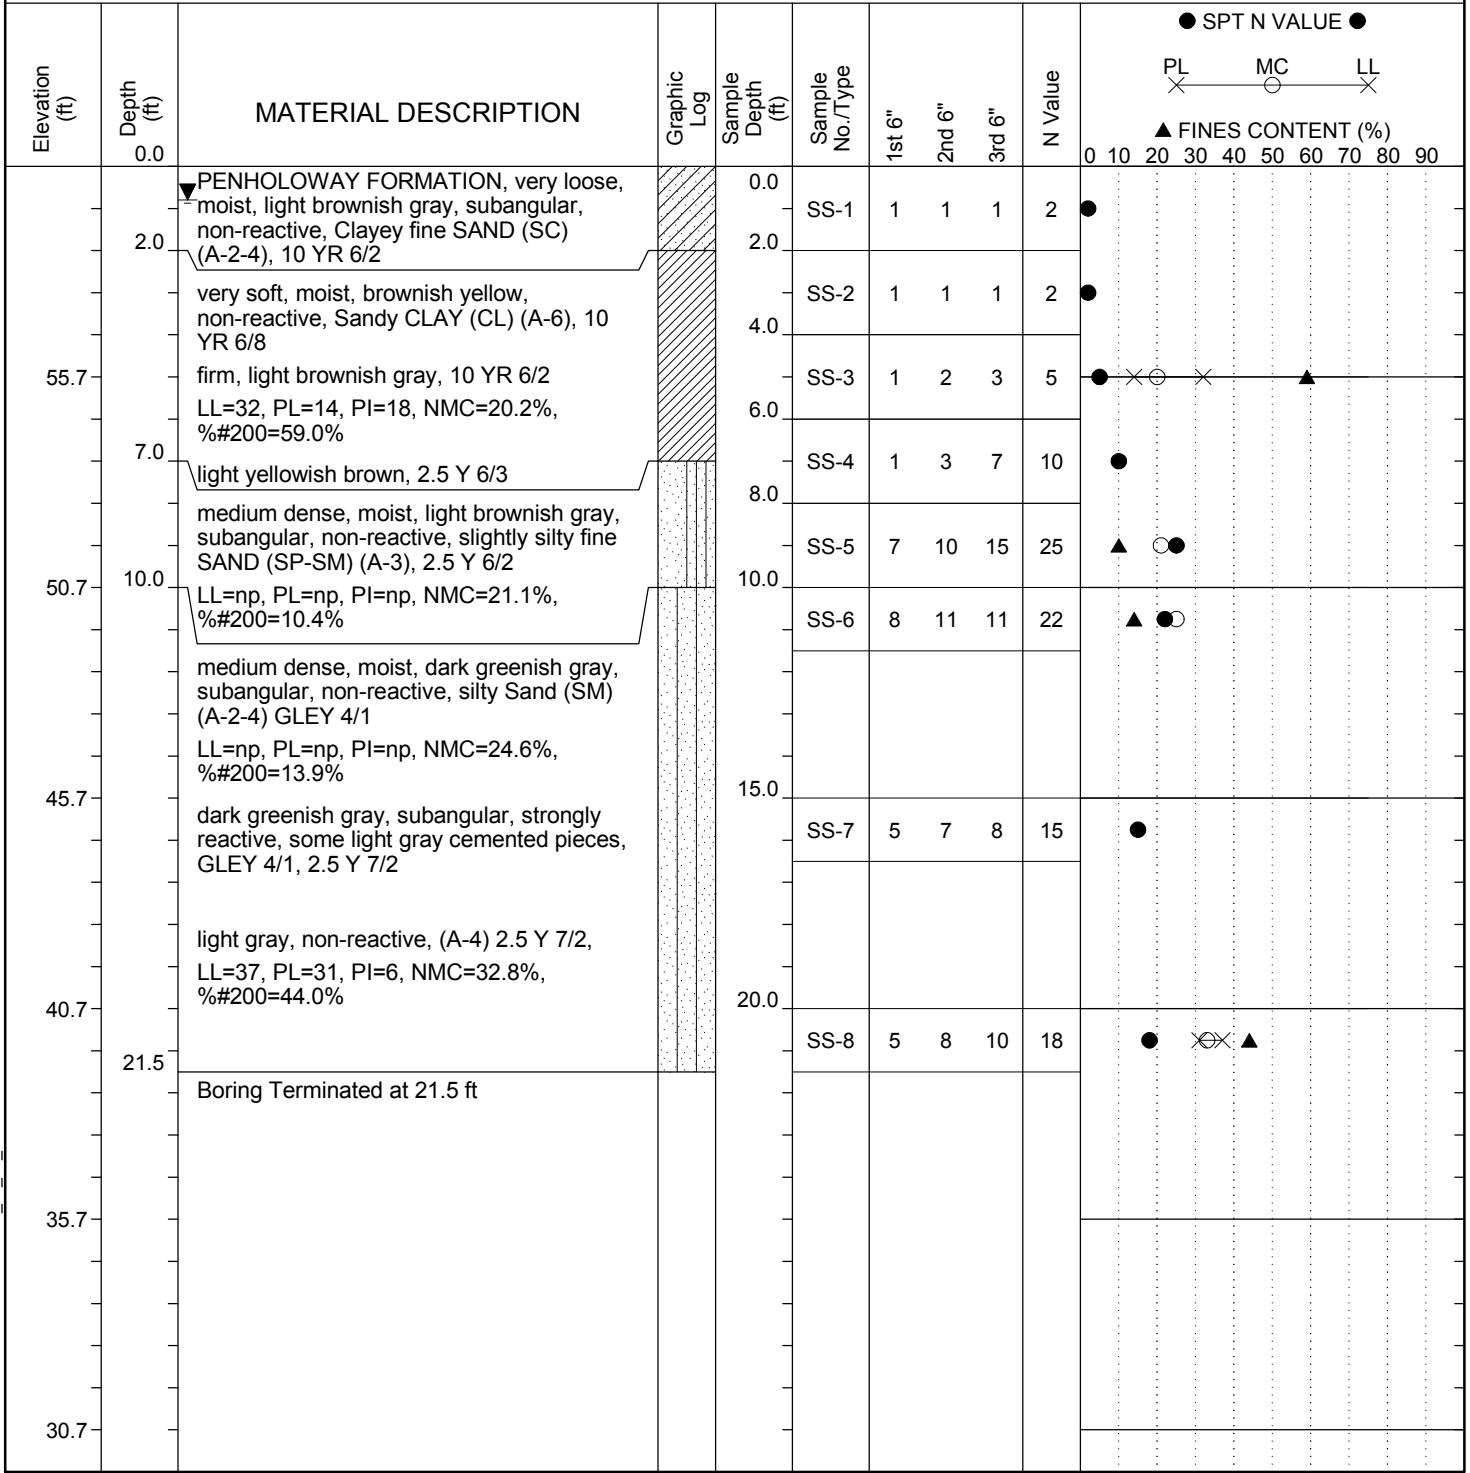 ● SPT N VALUE ●
PL MC LL
▲ FINES CONTENT (%)
0 10 20 30 40 50 60 70 80 90
Elevation
(ft)
Depth
(ft)
0.0
MATERIAL DESCRIPTION
Graphic
Log
Sample
Depth
(ft)
Sample
No./Type
1st 6"
2nd 6"
3rd 6"
N Value
PENHOLOWAY FORMATION, very loose,
moist, light brownish gray, subangular,
non-reactive, Clayey fine SAND (SC)
(A-2-4), 10 YR 6/2
0.0
SS-1 1 1 1 2
2.0 2.0
very soft, moist, brownish yellow,
non-reactive, Sandy CLAY (CL) (A-6), 10
YR 6/8
SS-2 1 1 1 2
4.0
55.7
firm, light brownish gray, 10 YR 6/2
LL=32, PL=14, PI=18, NMC=20.2%,
%#200=59.0%
SS-3 1 2 3 5
6.0
7.0
light yellowish brown, 2.5 Y 6/3
SS-4 1 3 7 10
8.0
medium dense, moist, light brownish gray,
subangular, non-reactive, slightly silty fine
SAND (SP-SM) (A-3), 2.5 Y 6/2
SS-5 7 10 15 25
50.7 10.0 10.0
LL=np, PL=np, PI=np, NMC=21.1%,
%#200=10.4%
SS-6 8 11 11 22
medium dense, moist, dark greenish gray,
subangular, non-reactive, silty Sand (SM)
(A-2-4) GLEY 4/1
LL=np, PL=np, PI=np, NMC=24.6%,
%#200=13.9%
45.7 15.0
dark greenish gray, subangular, strongly
reactive, some light gray cemented pieces,
GLEY 4/1, 2.5 Y 7/2
SS-7 5 7 8 15
light gray, non-reactive, (A-4) 2.5 Y 7/2,
LL=37, PL=31, PI=6, NMC=32.8%,
%#200=44.0%
40.7 20.0
SS-8 5 8 10 18
21.5
Boring Terminated at 21.5 ft
35.7
30.7